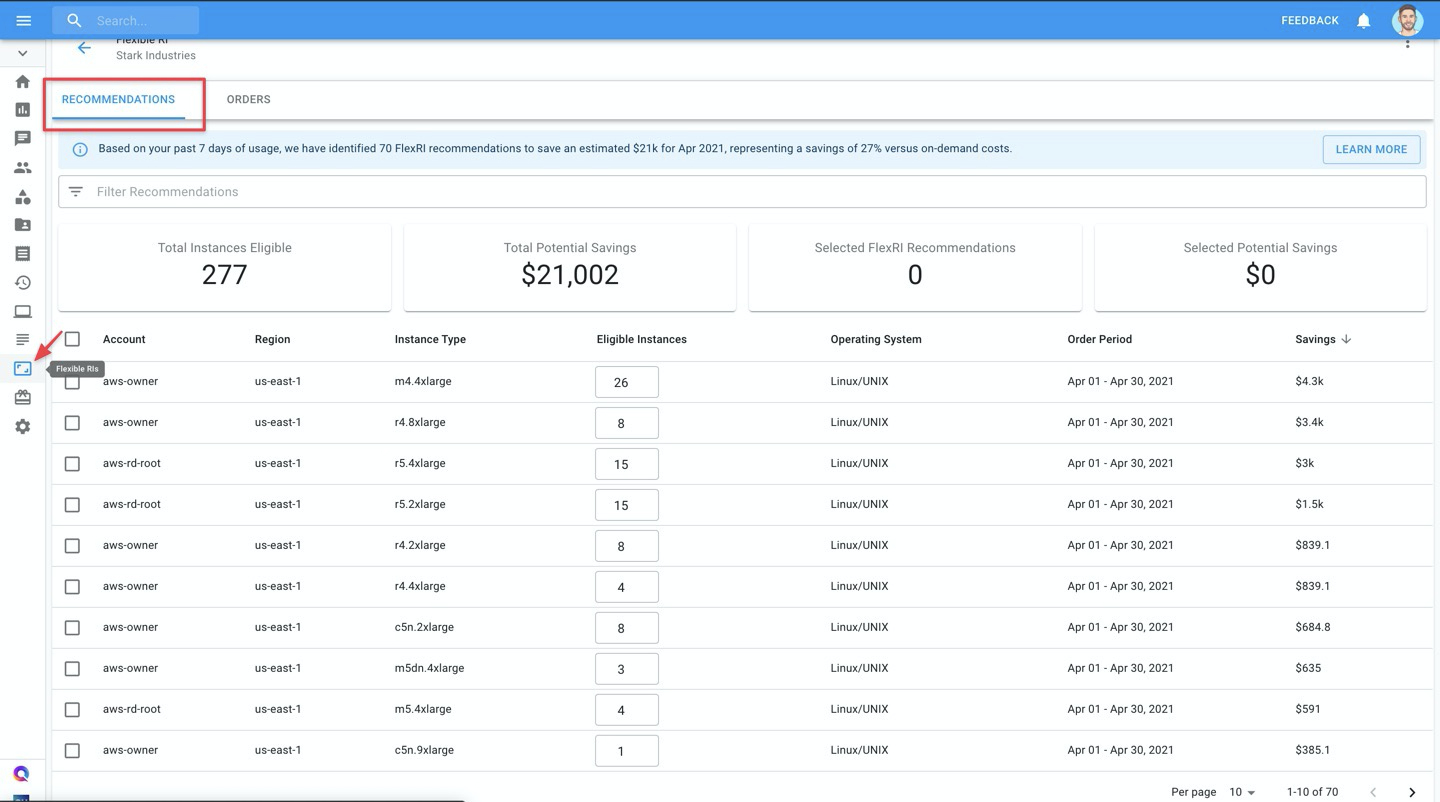 Search...
FEEDBACK
Flexible RI
Stark Industries
RECOMMENDATIONS ORDERS
Based on your past 7 days of usage, we have identified 70 FlexRI recommendations to save an estimated $21k for Apr 2021, representing a savings of 27% versus on-demand costs.
LEARN MORE
Filter Recommendations
Total Instances Eligible
277
Total Potential Savings
$21,002
Selected FlexRI Recommendations
0
Selected Potential Savings
$0
Account Region Instance Type Eligible Instances Operating System Order Period Savings
Flexible RIs
aws-owner us-east-1 m4.4xlarge 26 Linux/UNIX Apr 01 - Apr 30, 2021 $4.3k
aws-owner us-east-1 r4.8xlarge 8 Linux/UNIX Apr 01 - Apr 30, 2021 $3.4k
aws-rd-root us-east-1 r5.4xlarge 15 Linux/UNIX Apr 01 - Apr 30, 2021 $3k
aws-rd-root us-east-1 r5.2xlarge 15 Linux/UNIX Apr 01 - Apr 30, 2021 $1.5k
aws-owner us-east-1 r4.2xlarge 8 Linux/UNIX Apr 01 - Apr 30, 2021 $839.1
aws-owner us-east-1 r4.4xlarge 4 Linux/UNIX Apr 01 - Apr 30, 2021 $839.1
aws-owner us-east-1 c5n.2xlarge 8 Linux/UNIX Apr 01 - Apr 30, 2021 $684.8
aws-owner us-east-1 m5dn.4xlarge 3 Linux/UNIX Apr 01 - Apr 30, 2021 $635
aws-rd-root us-east-1 m5.4xlarge 4 Linux/UNIX Apr 01 - Apr 30, 2021 $591
aws-owner us-east-1 c5n.9xlarge 1 Linux/UNIX Apr 01 - Apr 30, 2021 $385.1
Per page 10 1-10 of 70